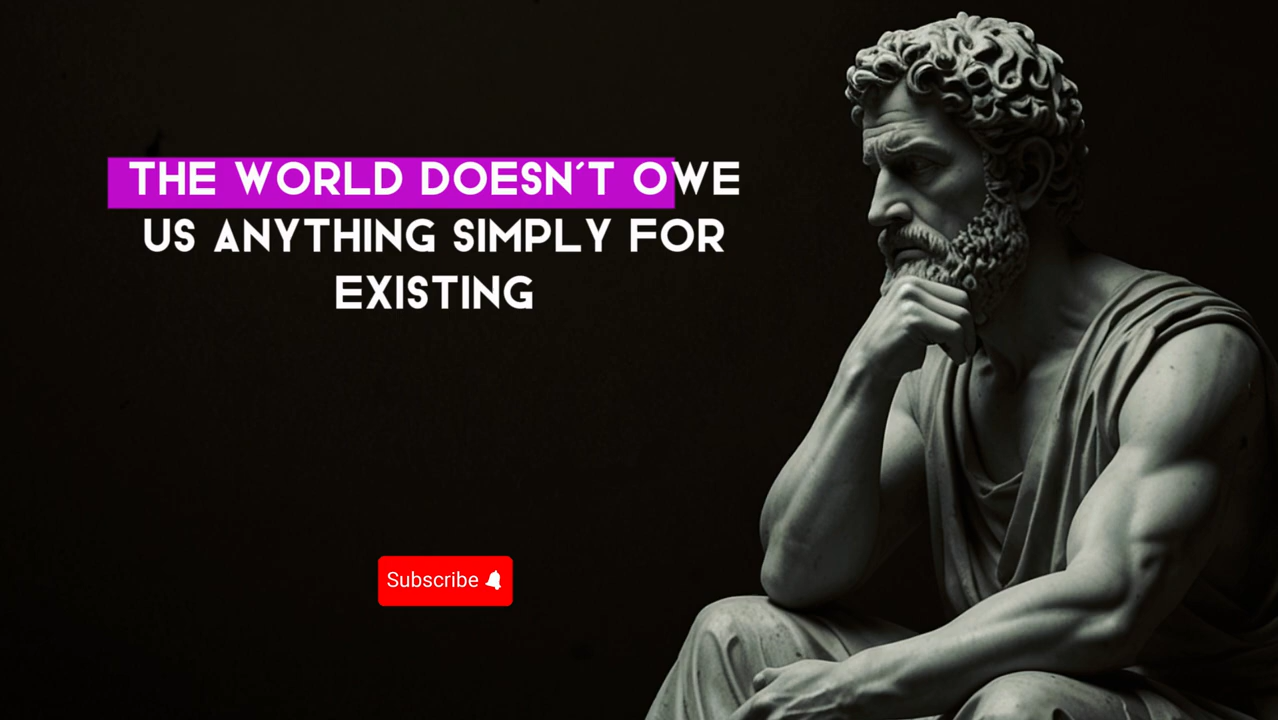 THE WORLD DOESN´T OWE
US ANYTHING SIMPLY FOR
EXISTING
Subscribe